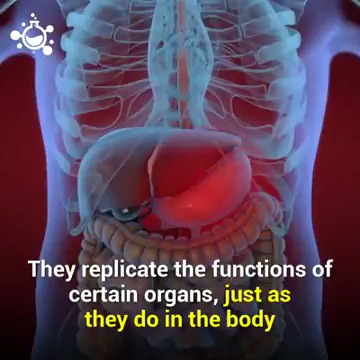 They replicate the functions of
certain organs, just as
they do in the body